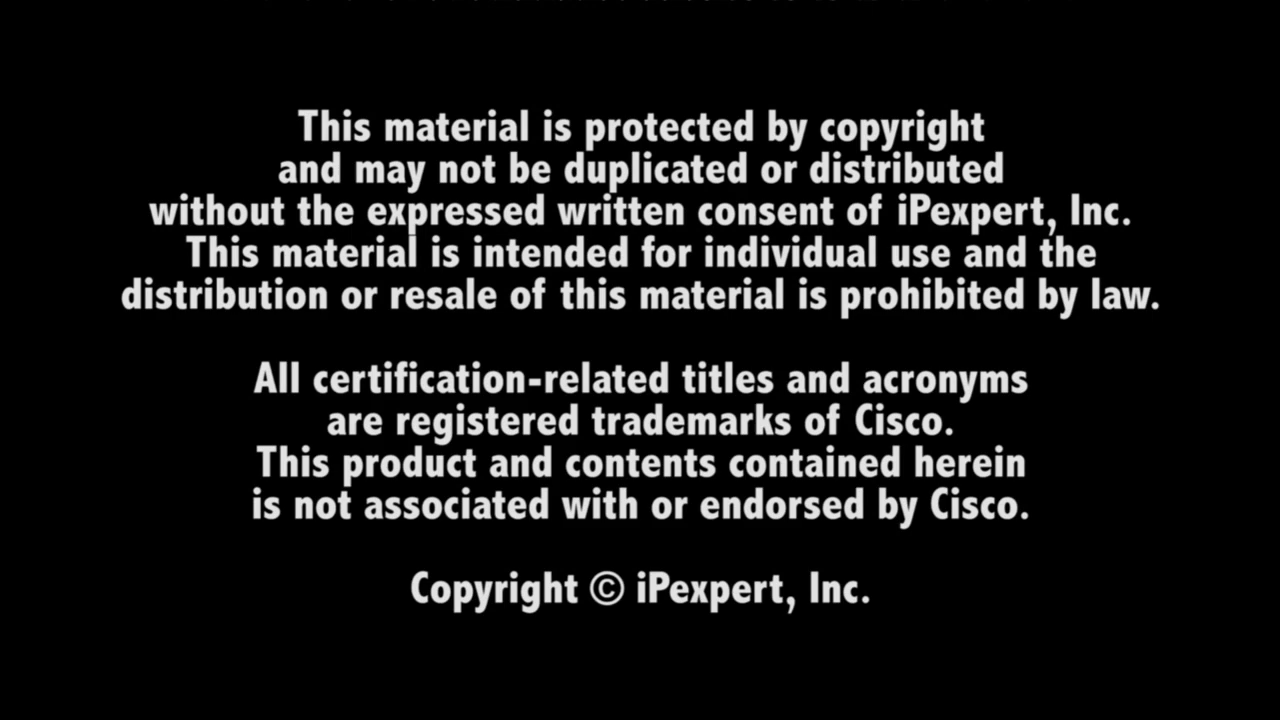 This material is protected by copyright
and may not be duplicated or distributed
without the expressed written consent of iPexpert, Inc.
This material is intended for individual use and the
distribution or resale of this material is prohibited by law.
All certification-related titles and acronyms
are registered trademarks of Cisco.
This product and contents contained herein
is not associated with or endorsed by Cisco.
Copyright © iPexpert, Inc.